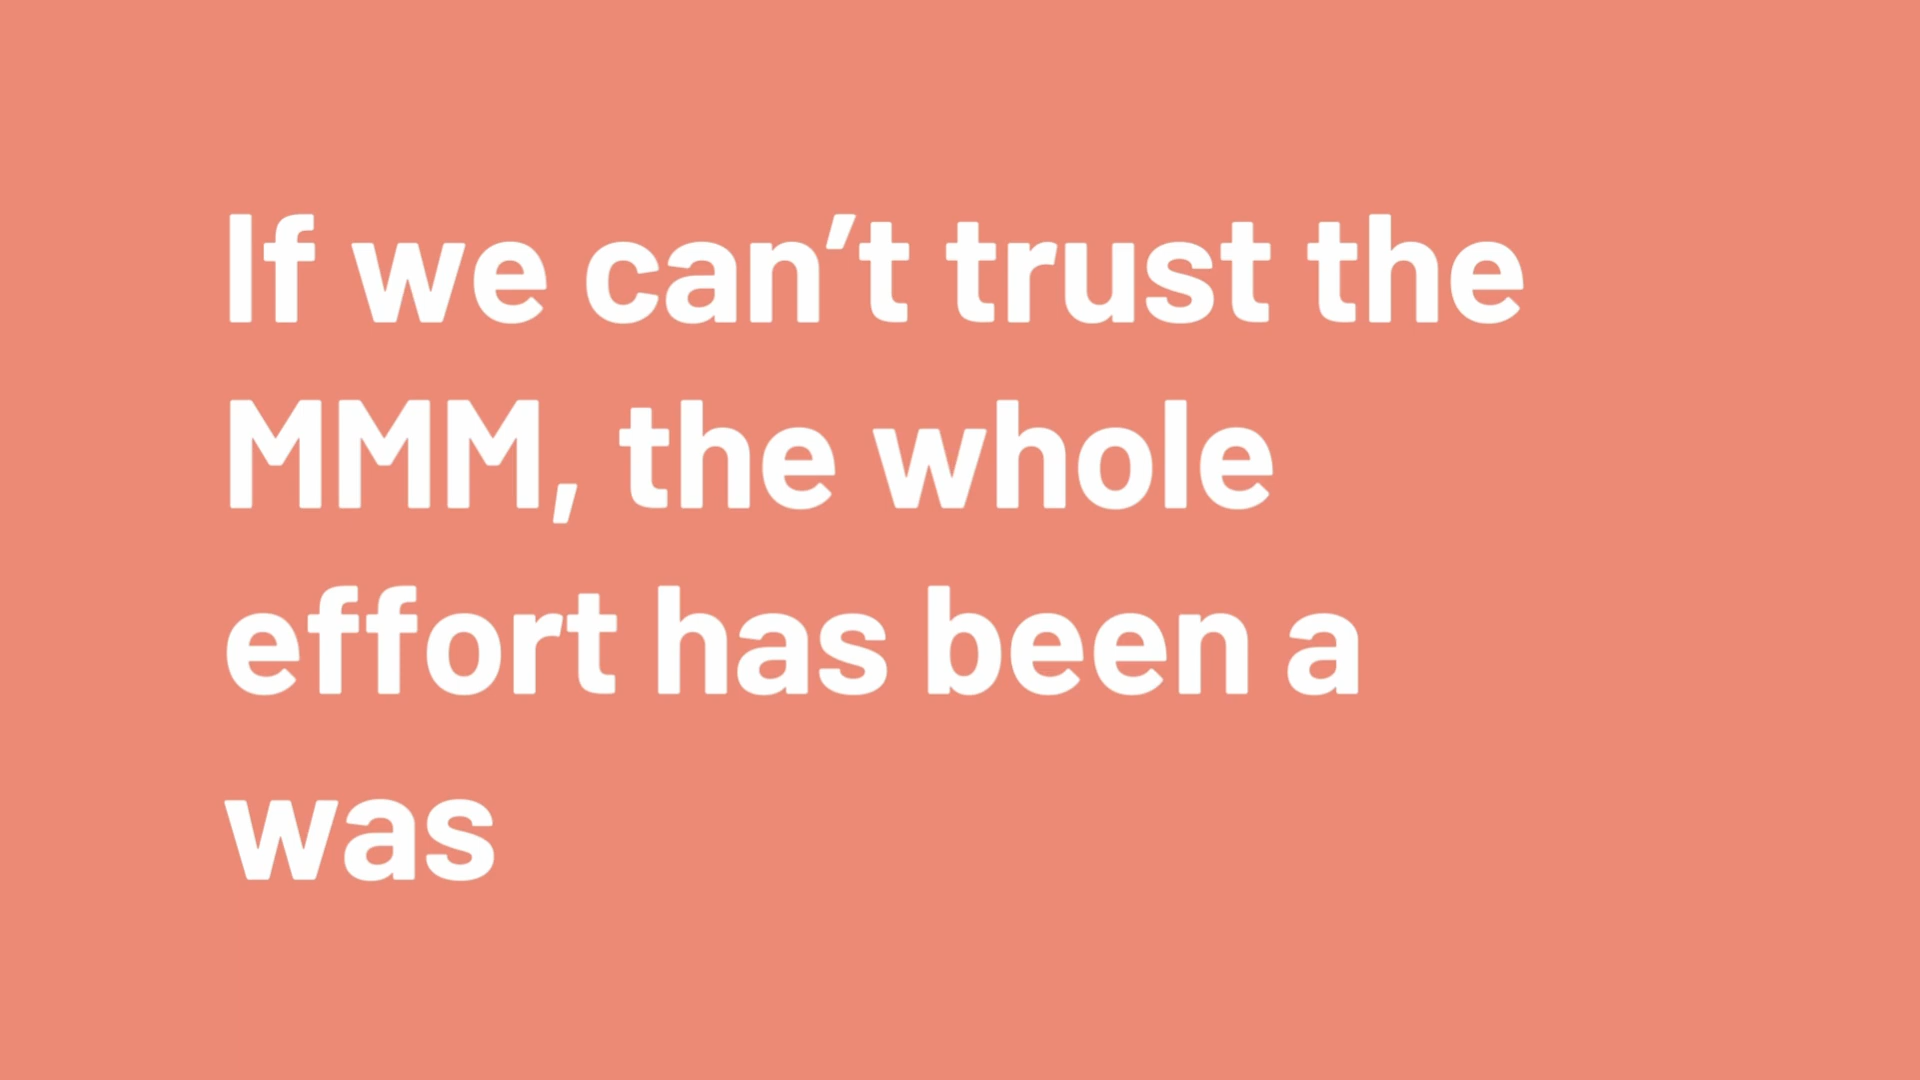 If we can’t trust the
MMM, the whole
effort has been a
was